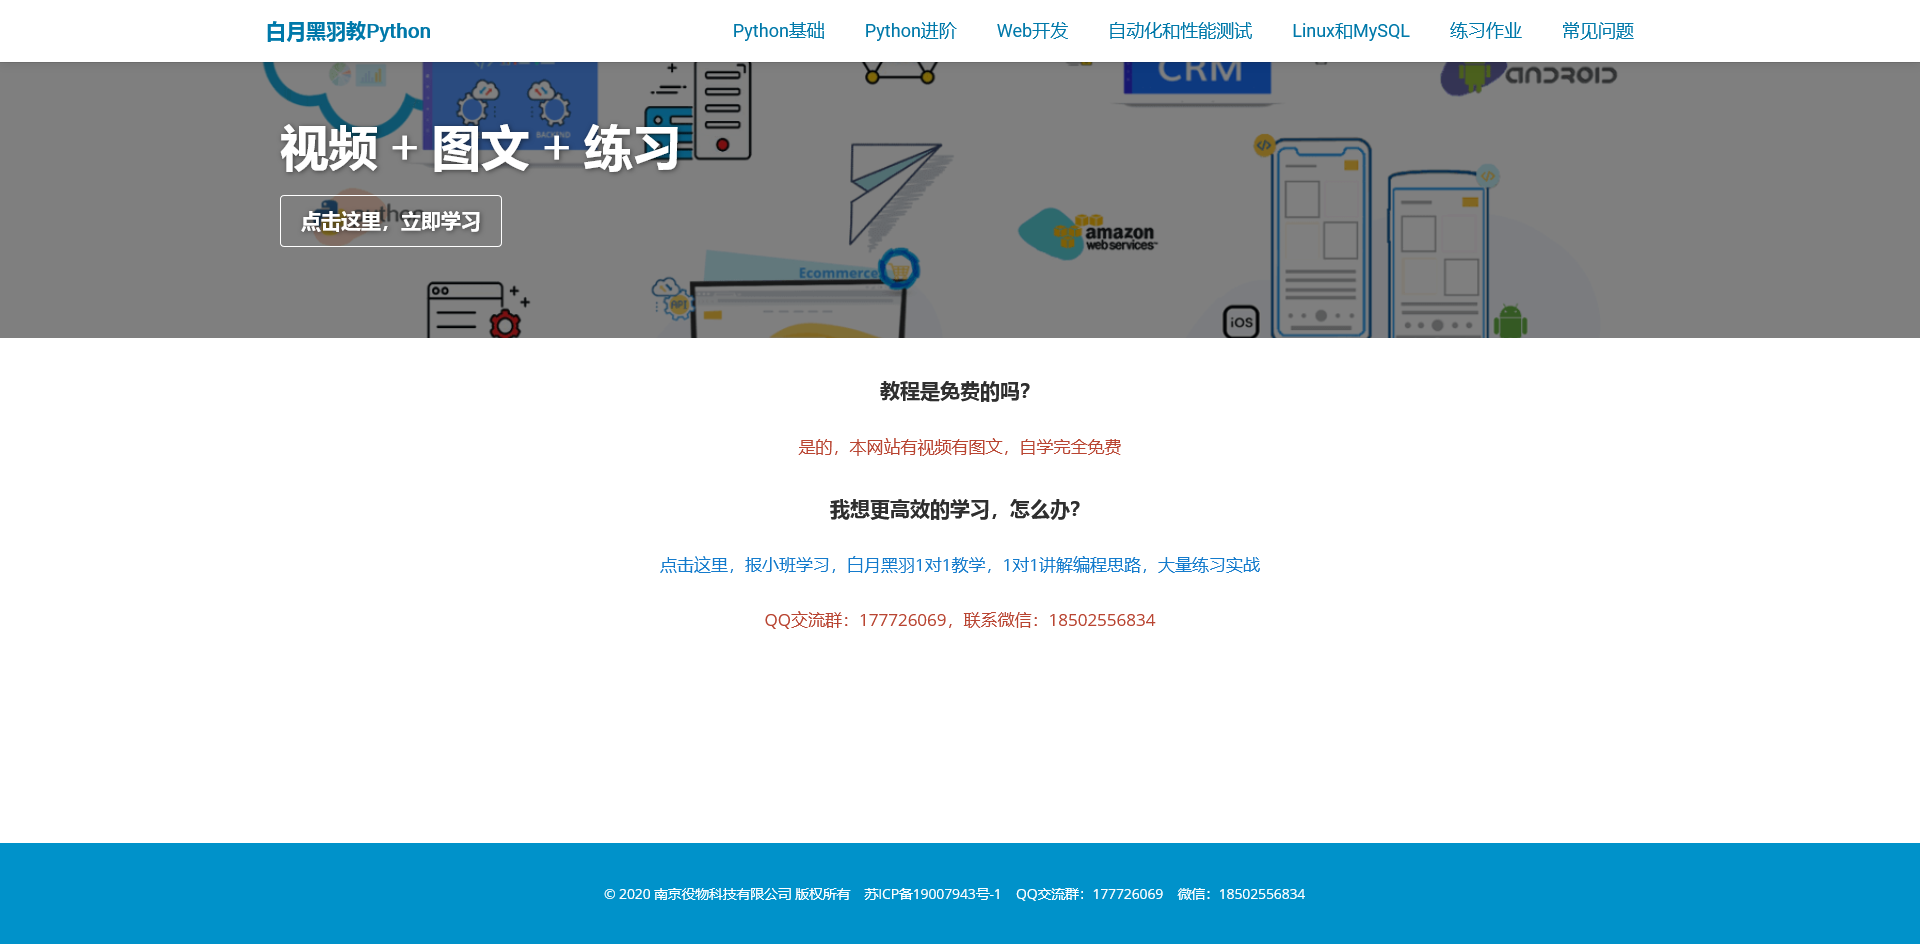 白月黑羽教Python
Python基础
Python进阶
Web开发
自动化和性能测试
Linux和MySQL
练习作业
常见问题
BACKEND
CRM
ANDROID
视频 + 图文 + 练习
python
点击这里，立即学习
amazon
webservices™
Ecommerce
API
iOS
教程是免费的吗？
是的，本网站有视频有图文，自学完全免费
我想更高效的学习，怎么办？
点击这里，报小班学习，白月黑羽1对1教学，1对1讲解编程思路，大量练习实战
QQ交流群：177726069，联系微信：18502556834
© 2020 南京役物科技有限公司 版权所有 苏ICP备19007943号-1 QQ交流群：177726069 微信：18502556834